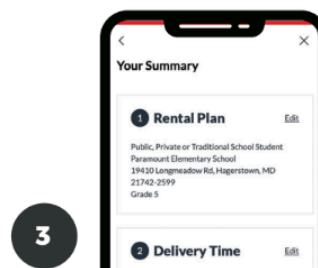 Your Summary
1 Rental Plan Edit
Public, Private or Traditional School Student
Paramount Elementary School
19410 Longmeadow Rd, Hagerstown, MD
21742-2599
Grade 5
3
2 Delivery Time Edit